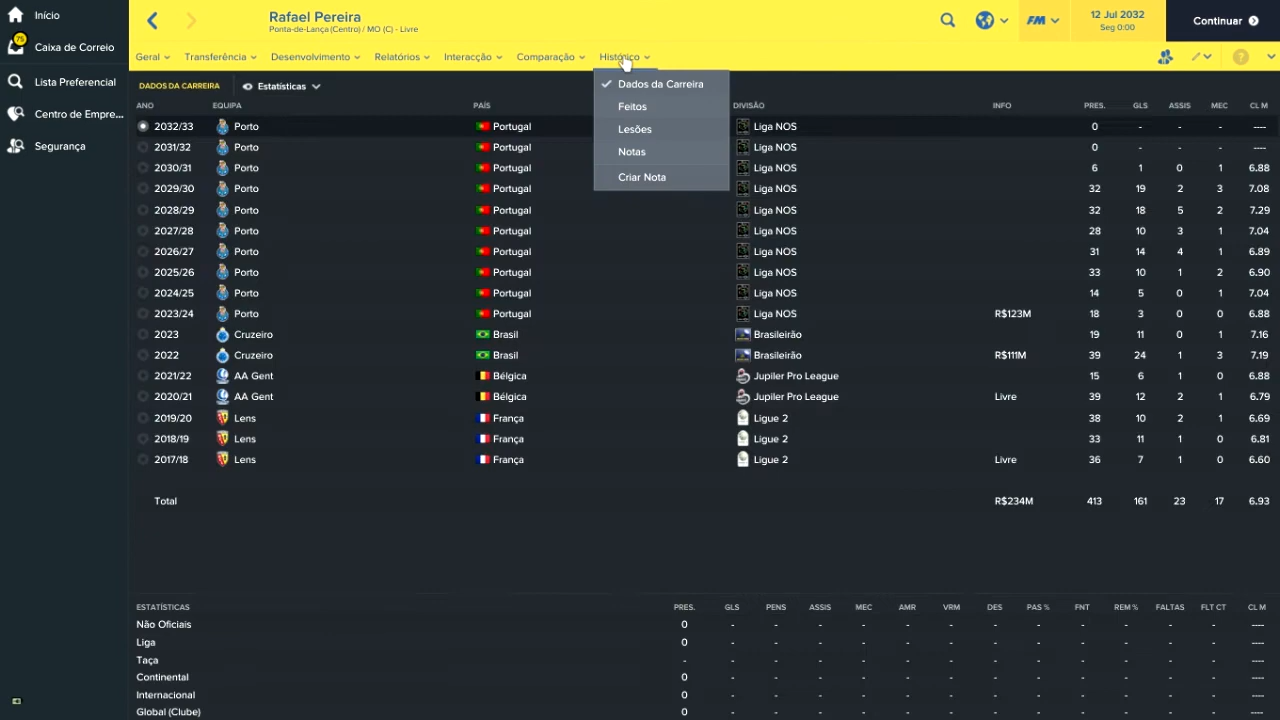 Início
75
Caixa de Correio
Lista Preferencial
Centro de Empre...
Segurança
Rafael Pereira
Ponta-de-Lança (Centro) / MO (C) - Livre
FM
12 Jul 2032
Seg 0:00
Continuar
Geral Transferência Desenvolvimento Relatórios Interacção Comparação Histórico
?
Dados da Carreira
Feitos
Lesões
Notas
Criar Nota
DADOS DA CARREIRA Estatísticas
ANO EQUIPA PAÍS DIVISÃO INFO PRES. GLS ASSIS MEC CL M
2032/33 Porto Portugal Liga NOS 0 - - - ----
2031/32 Porto Portugal Liga NOS 0 - - - ----
2030/31 Porto Portugal Liga NOS 6 1 0 1 6.88
2029/30 Porto Portugal Liga NOS 32 19 2 3 7.08
2028/29 Porto Portugal Liga NOS 32 18 5 2 7.29
2027/28 Porto Portugal Liga NOS 28 10 3 1 7.04
2026/27 Porto Portugal Liga NOS 31 14 4 1 6.89
2025/26 Porto Portugal Liga NOS 33 10 1 2 6.90
2024/25 Porto Portugal Liga NOS 14 5 0 1 7.04
2023/24 Porto Portugal Liga NOS R$123M 18 3 0 0 6.88
2023 Cruzeiro Brasil Brasileirão 19 11 0 1 7.16
2022 Cruzeiro Brasil Brasileirão R$111M 39 24 1 3 7.19
2021/22 AA Gent Bélgica Jupiler Pro League 15 6 1 0 6.88
2020/21 AA Gent Bélgica Jupiler Pro League Livre 39 12 2 1 6.79
2019/20 Lens França Ligue 2 38 10 2 1 6.69
2018/19 Lens França Ligue 2 33 11 1 0 6.81
2017/18 Lens França Ligue 2 Livre 36 7 1 0 6.60
Total R$234M 413 161 23 17 6.93
ESTATÍSTICAS PRES. GLS PENS ASSIS MEC AMR VRM DES PAS % FNT REM % FALTAS FLT CT CL M
Não Oficiais 0 - - - - - - - - - - - - ----
Liga 0 - - - - - - - - - - - - ----
Taça - - - - - - - - - - - - - ----
Continental 0 - - - - - - - - - - - - ----
Internacional 0 - - - - - - - - - - - - ----
Global (Clube) 0 - - - - - - - - - - - - ----